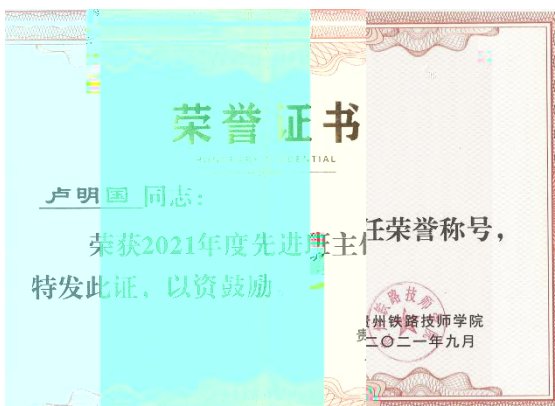 荣誉证书
卢明国 同志：
荣获2021年度先进班主任荣誉称号，
特发此证，以资鼓励
贵州铁路技师学院
二〇二一年九月